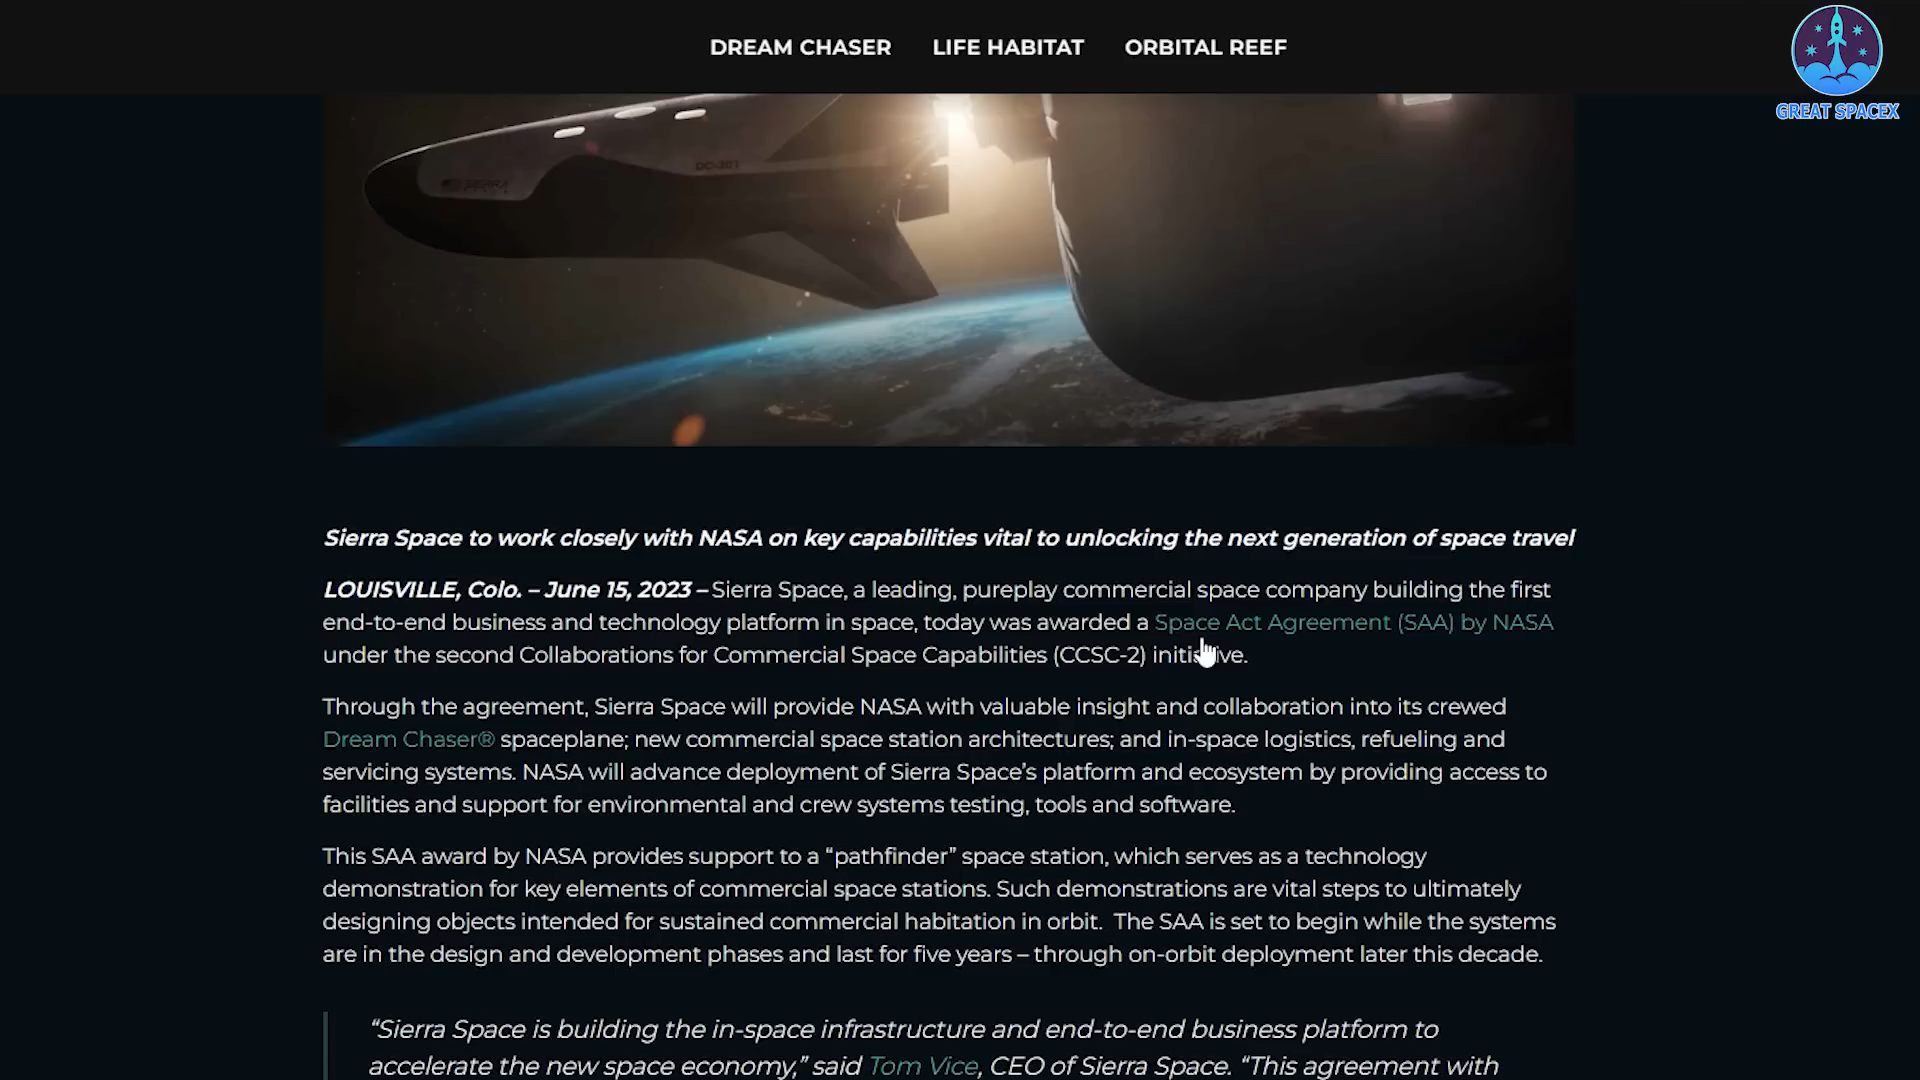 DREAM CHASER LIFE HABITAT ORBITAL REEF
GREAT SPACEX
DC-201
SIERRA
Sierra Space to work closely with NASA on key capabilities vital to unlocking the next generation of space travel
LOUISVILLE, Colo. – June 15, 2023 – Sierra Space, a leading, pureplay commercial space company building the first
end-to-end business and technology platform in space, today was awarded a Space Act Agreement (SAA) by NASA
under the second Collaborations for Commercial Space Capabilities (CCSC-2) initiative.
Through the agreement, Sierra Space will provide NASA with valuable insight and collaboration into its crewed
Dream Chaser® spaceplane; new commercial space station architectures; and in-space logistics, refueling and
servicing systems. NASA will advance deployment of Sierra Space’s platform and ecosystem by providing access to
facilities and support for environmental and crew systems testing, tools and software.
This SAA award by NASA provides support to a “pathfinder” space station, which serves as a technology
demonstration for key elements of commercial space stations. Such demonstrations are vital steps to ultimately
designing objects intended for sustained commercial habitation in orbit. The SAA is set to begin while the systems
are in the design and development phases and last for five years – through on-orbit deployment later this decade.
“Sierra Space is building the in-space infrastructure and end-to-end business platform to
accelerate the new space economy,” said Tom Vice, CEO of Sierra Space. “This agreement with